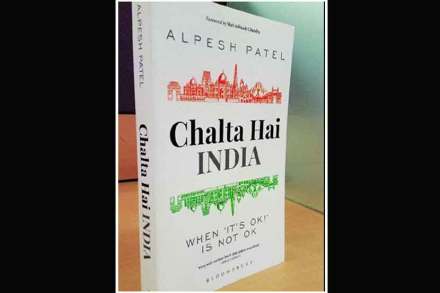 ALPESH PATEL
Chalta Hai
INDIA
WHEN 'IT'S OK!'
IS NOT OK
BLOOMSBURY
ALPESH PATEL
Chalta Hai INDIA